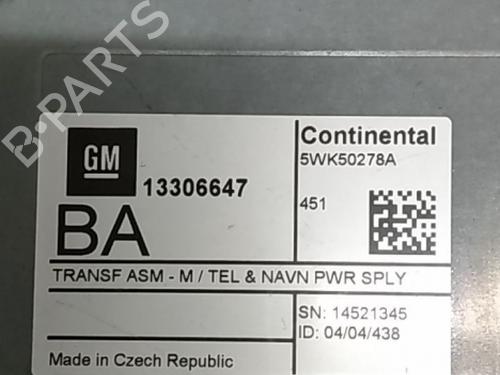 B-PARTS
Continental
5WK50278A
GM
13306647
451
BA
TRANSF ASM - M / TEL & NAVN PWR SPLY
SN: 14521345
ID: 04/04/438
Made in Czech Republic